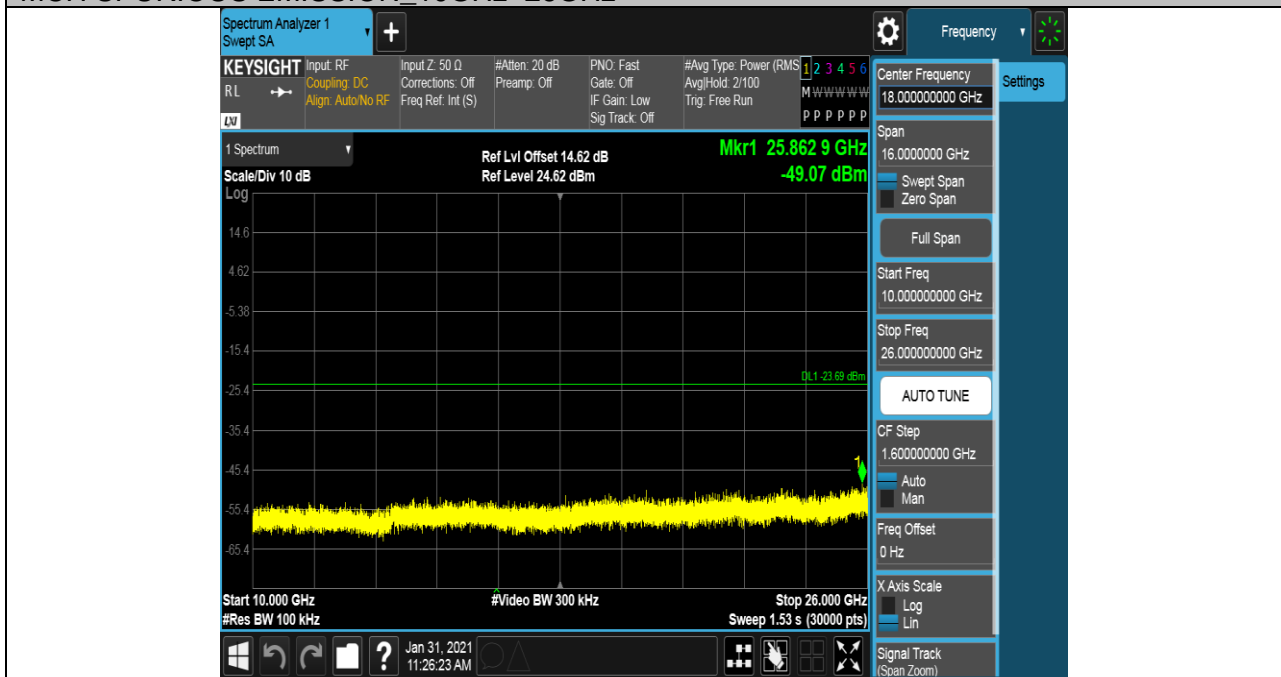 Spectrum Analyzer 1
Swept SA
Frequency
KEYSIGHT
RL
LXI
Input: RF
Coupling: DC
Align: Auto/No RF
Input Z: 50 Ω
Corrections: Off
Freq Ref: Int (S)
#Atten: 20 dB
Preamp: Off
PNO: Fast
Gate: Off
IF Gain: Low
Sig Track: Off
#Avg Type: Power (RMS
Avg|Hold: 2/100
Trig: Free Run
1 2 3 4 5 6
M W W W W W
P P P P P P
Settings
1 Spectrum
Scale/Div 10 dB
Log
Ref Lvl Offset 14.62 dB
Ref Level 24.62 dBm
Mkr1 25.862 9 GHz
-49.07 dBm
14.6
4.62
-5.38
-15.4
-25.4
-35.4
-45.4
-55.4
-65.4
DL1 -23.69 dBm
1
Start 10.000 GHz
#Res BW 100 kHz
#Video BW 300 kHz
Stop 26.000 GHz
Sweep 1.53 s (30000 pts)
Center Frequency
18.000000000 GHz
Span
16.0000000 GHz
Swept Span
Zero Span
Full Span
Start Freq
10.000000000 GHz
Stop Freq
26.000000000 GHz
AUTO TUNE
CF Step
1.600000000 GHz
Auto
Man
Freq Offset
0 Hz
X Axis Scale
Log
Lin
Signal Track
(Span Zoom)
?
Jan 31, 2021
11:26:23 AM